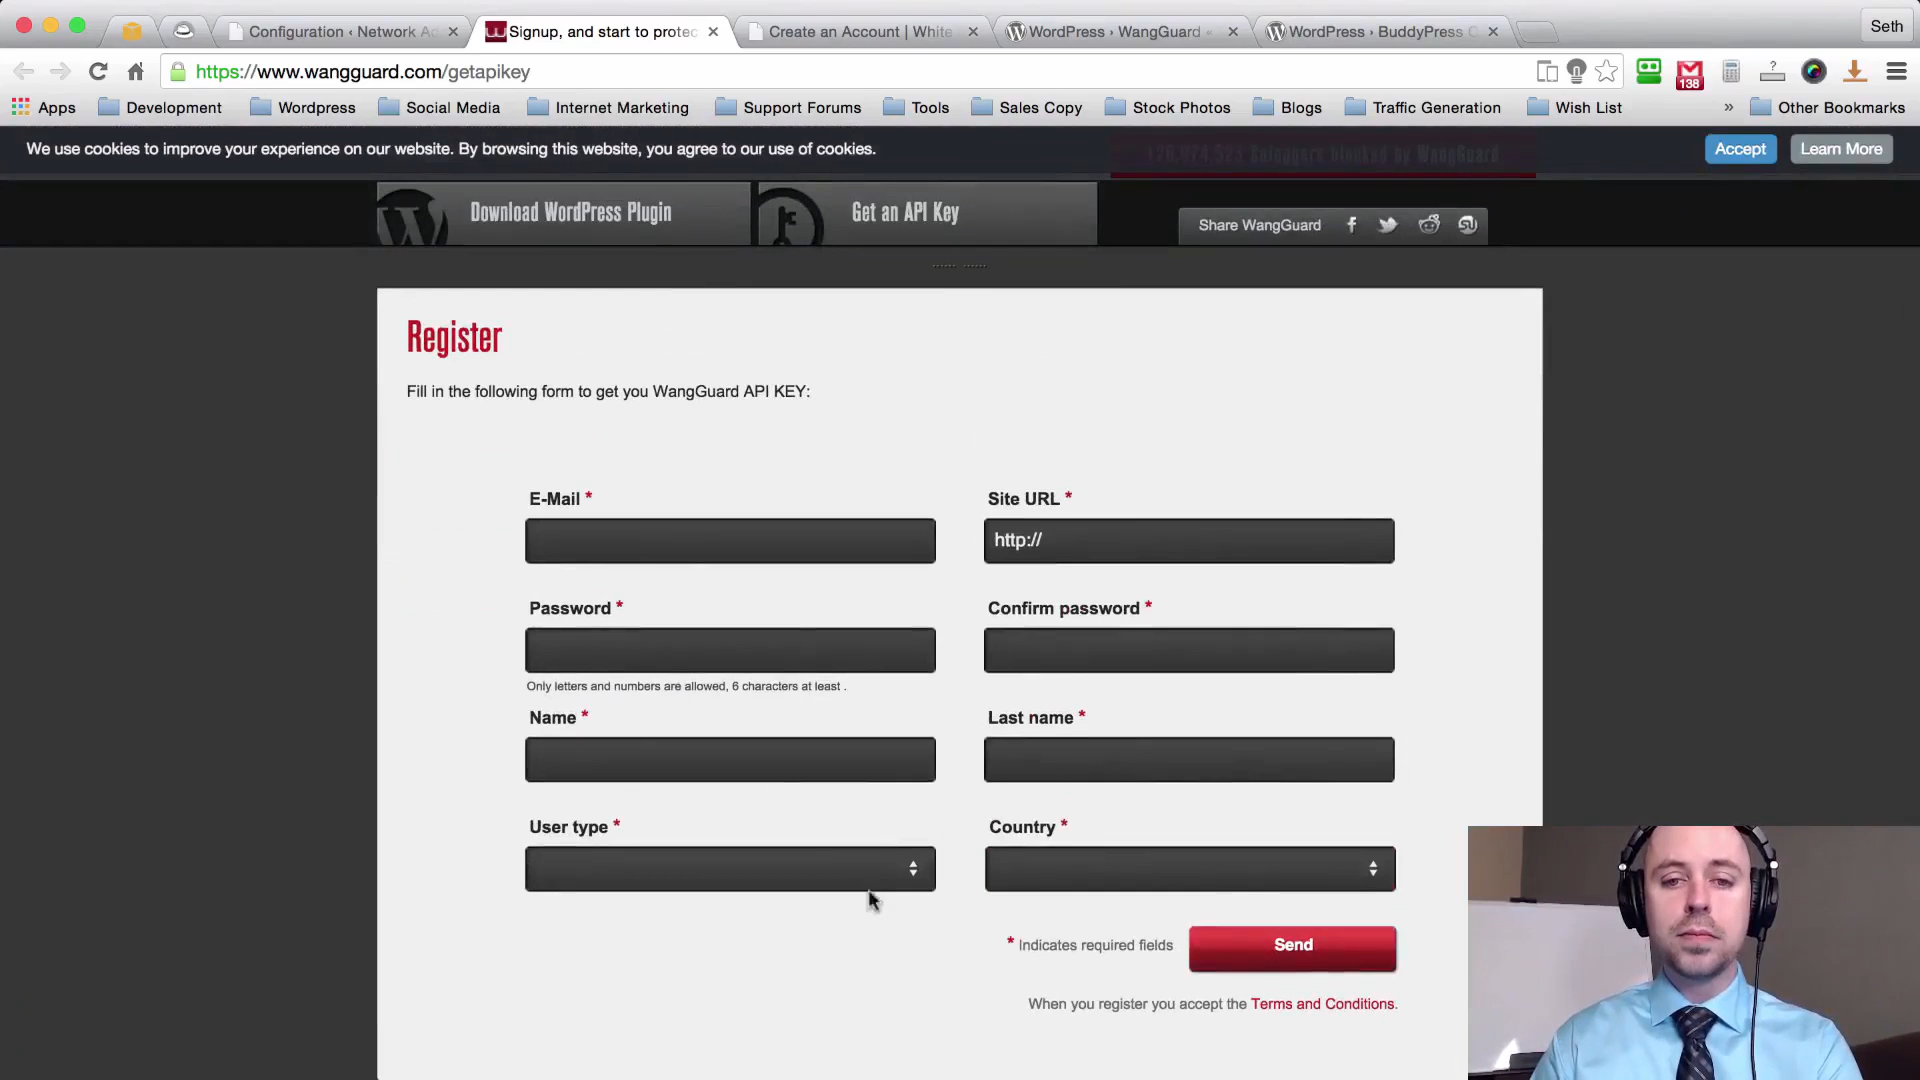 Configuration ‹ Network Ad
Signup, and start to protec
Create an Account | White
WordPress › WangGuard «
WordPress › BuddyPress C
Seth
https://www.wangguard.com/getapikey
138
Apps
Development
Wordpress
Social Media
Internet Marketing
Support Forums
Tools
Sales Copy
Stock Photos
Blogs
Traffic Generation
Wish List
»
Other Bookmarks
We use cookies to improve your experience on our website. By browsing this website, you agree to our use of cookies.
Accept
Learn More
Download WordPress Plugin
Get an API Key
Share WangGuard
Register
Fill in the following form to get you WangGuard API KEY:
E-Mail *
Site URL *
http://
Password *
Confirm password *
Only letters and numbers are allowed, 6 characters at least .
Name *
Last name *
User type *
Country *
* Indicates required fields
Send
When you register you accept the Terms and Conditions.